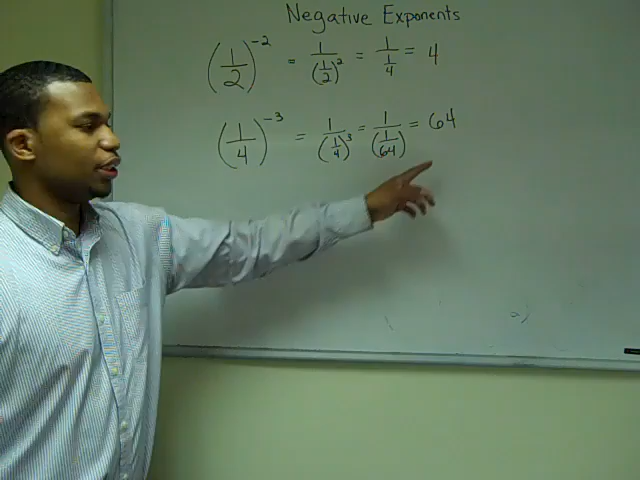 Negative Exponents
(1/2)^-2 = 1/(1/2)^2 = 1/(1/4) = 4
(1/4)^-3 = 1/(1/4)^3 = 1/(1/64) = 64